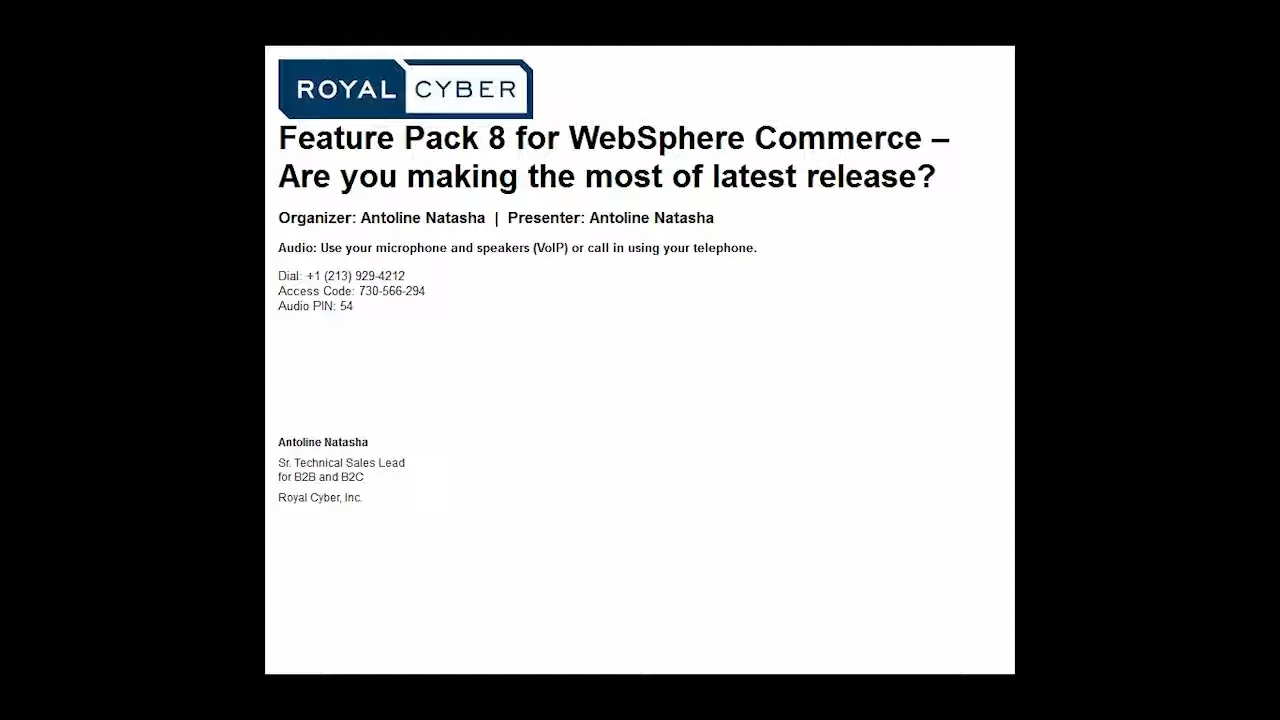 ROYAL CYBER
Feature Pack 8 for WebSphere Commerce –
Are you making the most of latest release?
Organizer: Antoline Natasha | Presenter: Antoline Natasha
Audio: Use your microphone and speakers (VoIP) or call in using your telephone.
Dial: +1 (213) 929-4212
Access Code: 730-566-294
Audio PIN: 54
Antoline Natasha
Sr. Technical Sales Lead
for B2B and B2C
Royal Cyber, Inc.